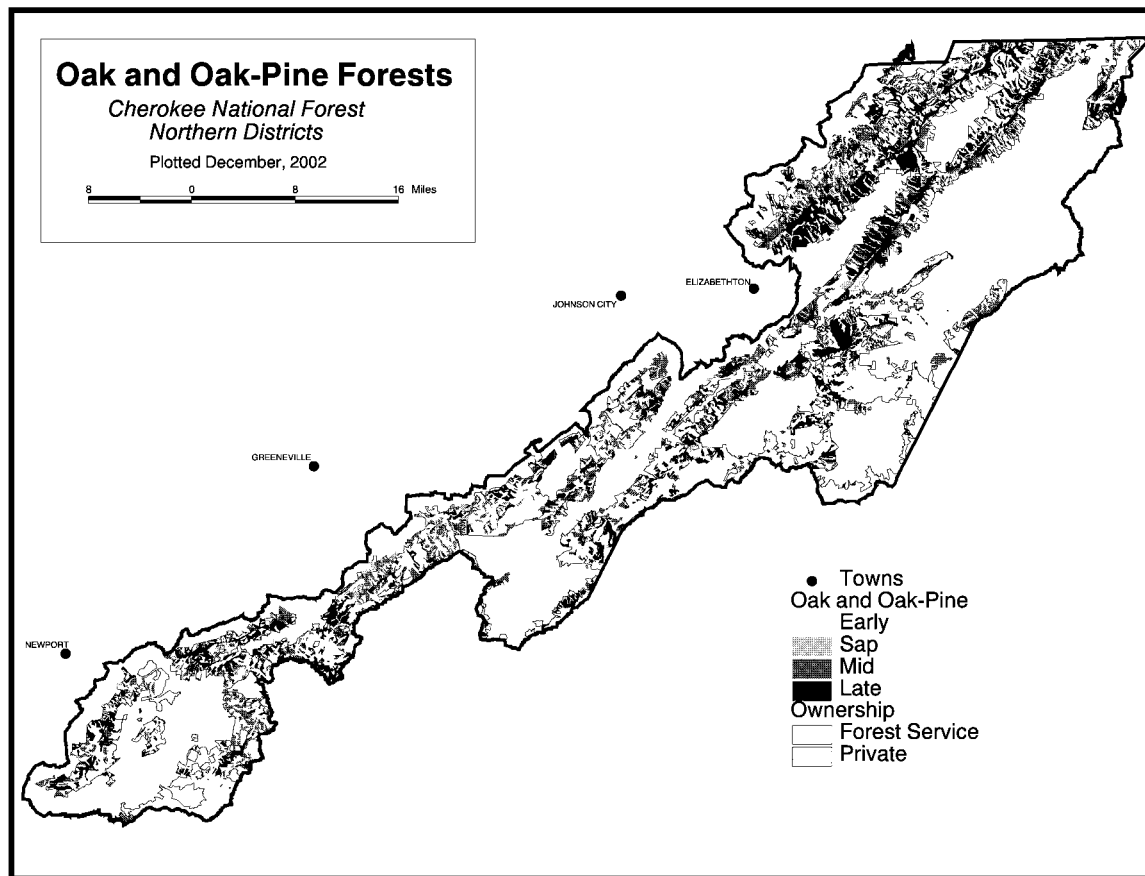 Oak and Oak-Pine Forests
Cherokee National Forest
Northern Districts
Plotted December, 2002
8 0 8 16 Miles
ELIZABETHTON
JOHNSON CITY
GREENEVILLE
NEWPORT
Towns
Oak and Oak-Pine
Early
Sap
Mid
Late
Ownership
Forest Service
Private